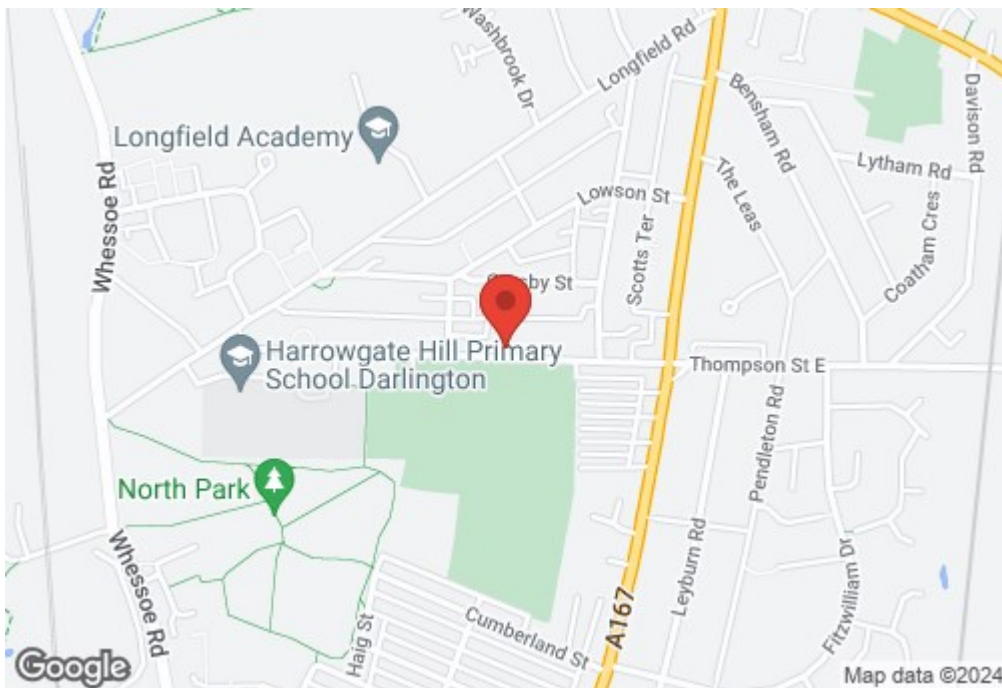 Washbrook Dr
Longfield Rd
Longfield Academy
Bensham Rd
Davison Rd
Lytham Rd
The Leas
Lowson St
Whessoe Rd
Scotts Ter
Coatham Cres
sby St
Harrowgate Hill Primary
School Darlington
Thompson St E
Pendleton Rd
North Park
Leyburn Rd
Whessoe Rd
Fitzwilliam Dr
A167
Haig St
Cumberland St
Google
Map data ©2024